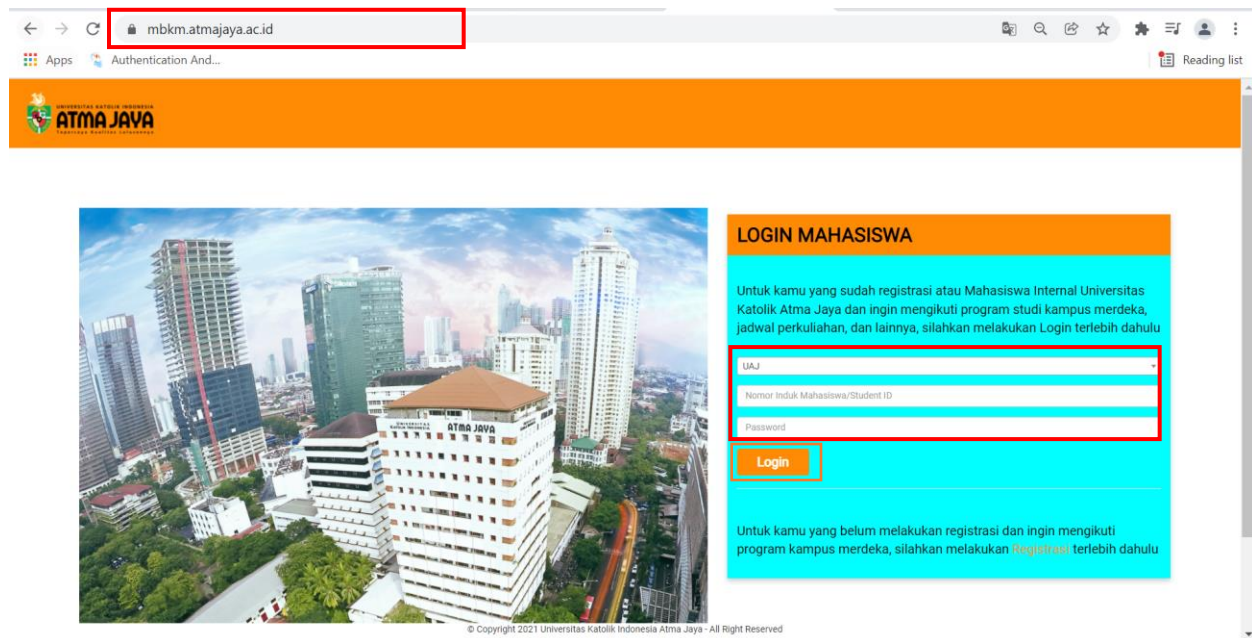 mbkm.atmajaya.ac.id
Apps
Authentication And...
Reading list
UNIVERSITAS KATOLIK INDONESIA
ATMA JAYA
LOGIN MAHASISWA
Untuk kamu yang sudah registrasi atau Mahasiswa Internal Universitas
Katolik Atma Jaya dan ingin mengikuti program studi kampus merdeka,
jadwal perkuliahan, dan lainnya, silahkan melakukan Login terlebih dahulu
UAJ
Nomor Induk Mahasiswa/Student ID
Password
Login
Untuk kamu yang belum melakukan registrasi dan ingin mengikuti
program kampus merdeka, silahkan melakukan Registrasi terlebih dahulu
UNIVERSITAS
KATOLIK INDONESIA
ATMA JAYA
© Copyright 2021 Universitas Katolik Indonesia Atma Jaya - All Right Reserved